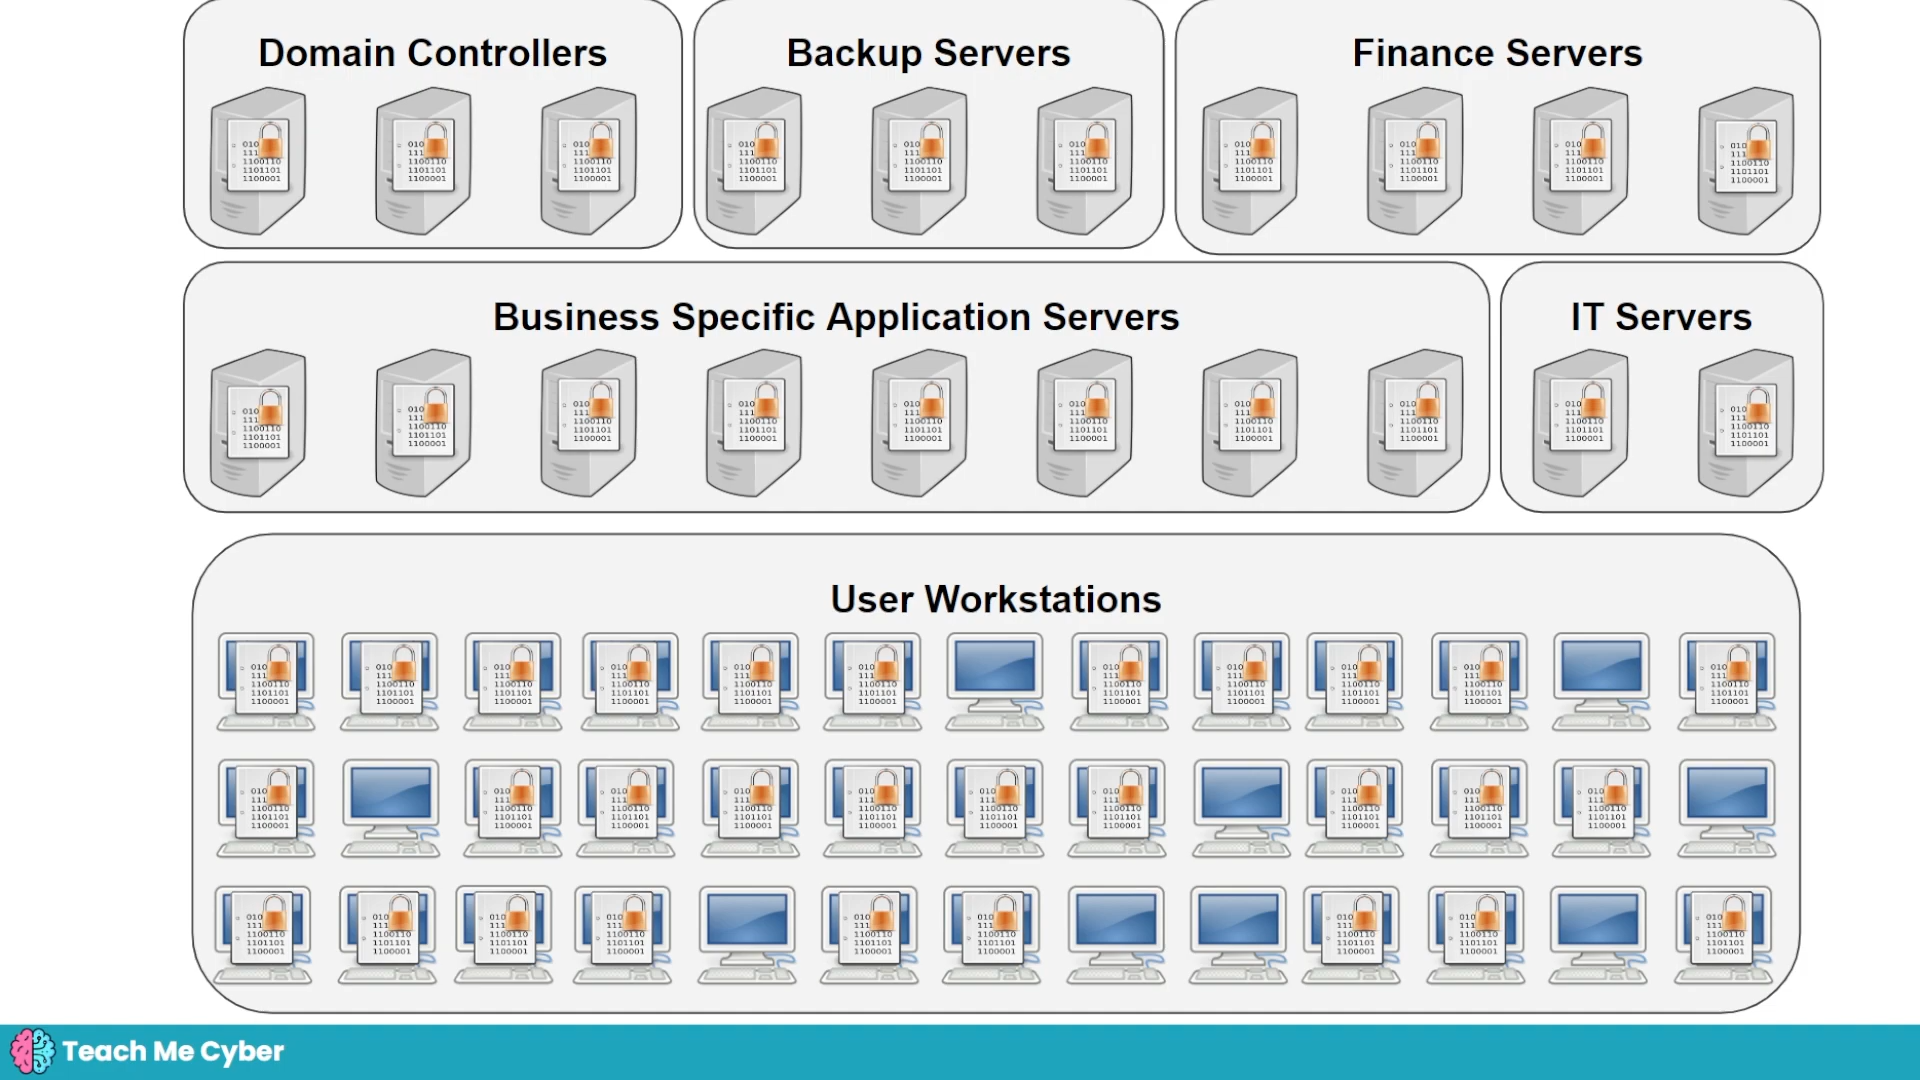 Domain Controllers
Backup Servers
Finance Servers
Business Specific Application Servers
IT Servers
User Workstations
Teach Me Cyber